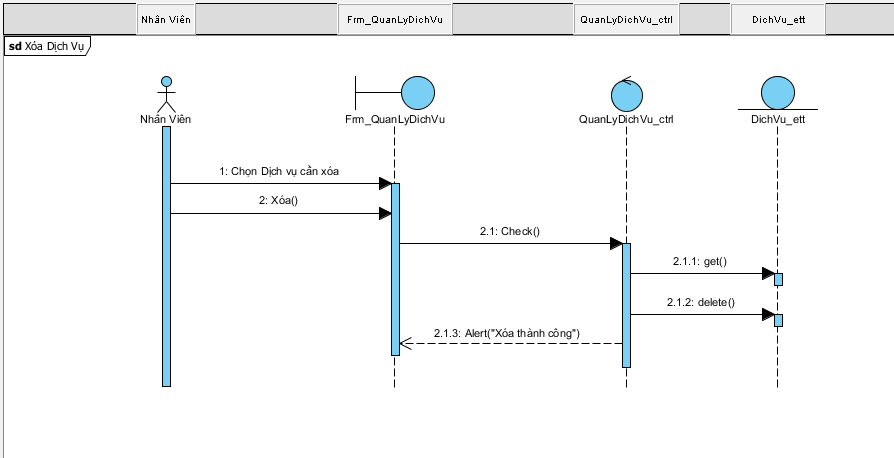 Nhân Viên
Frm_QuanLyDichVu
QuanLyDichVu_ctrl
DichVu_ett
sd Xóa Dịch Vụ
Nhân Viên
Frm_QuanLyDichVu
QuanLyDichVu_ctrl
DichVu_ett
1: Chọn Dịch vụ cần xóa
2: Xóa()
2.1: Check()
2.1.1: get()
2.1.2: delete()
2.1.3: Alert("Xóa thành công")